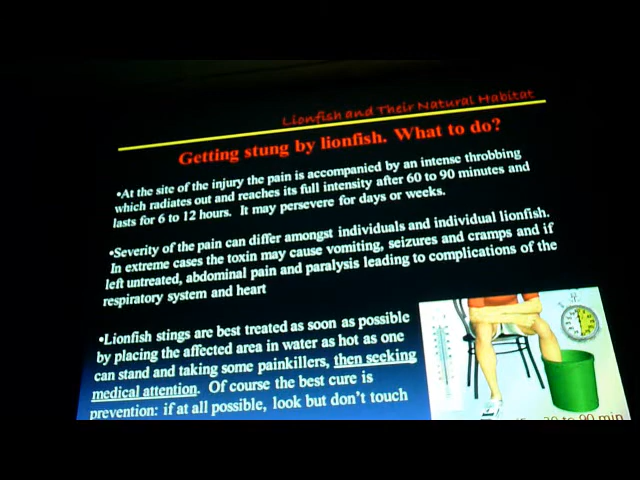 Lionfish and Their Natural Habitat
Getting stung by lionfish. What to do?
•At the site of the injury the pain is accompanied by an intense throbbing
which radiates out and reaches its full intensity after 60 to 90 minutes and
lasts for 6 to 12 hours. It may persevere for days or weeks.
•Severity of the pain can differ amongst individuals and individual lionfish.
In extreme cases the toxin may cause vomiting, seizures and cramps and if
left untreated, abdominal pain and paralysis leading to complications of the
respiratory system and heart
•Lionfish stings are best treated as soon as possible
by placing the affected area in water as hot as one
can stand and taking some painkillers, then seeking
medical attention. Of course the best cure is
prevention: if at all possible, look but don't touch
30 to 90 min